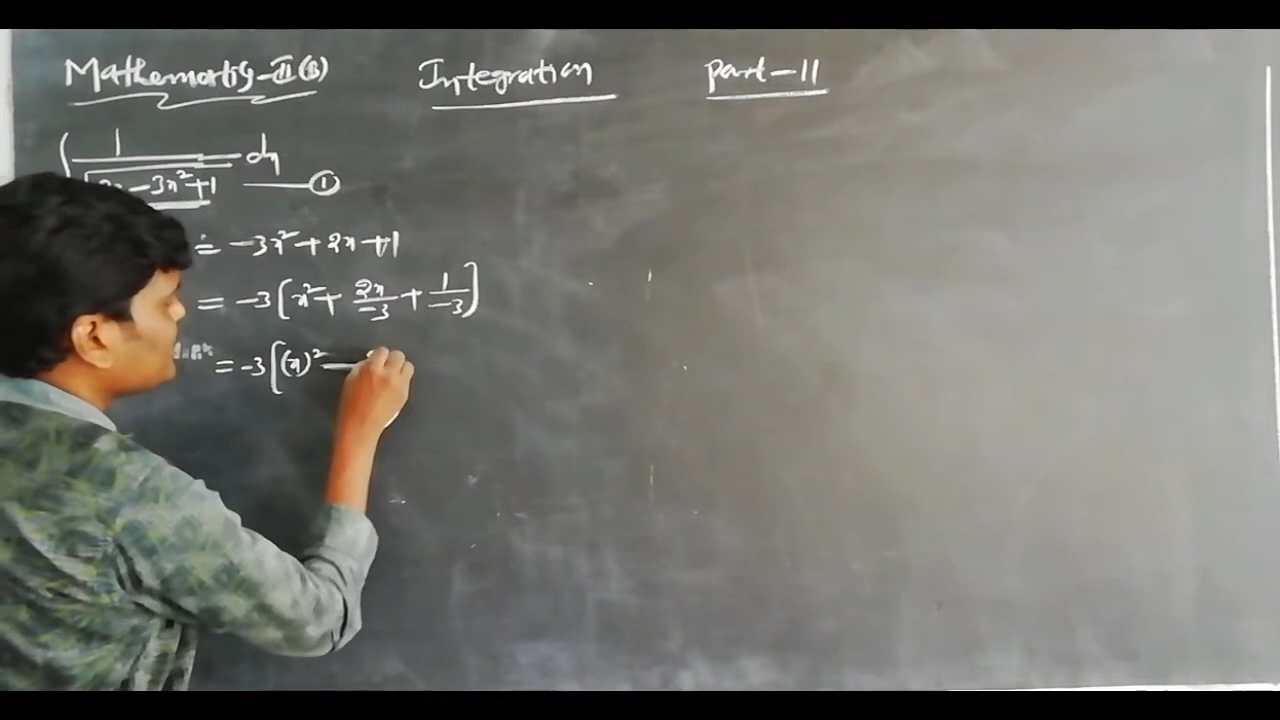 Mathematics-II(B) Integration Part-11
∫ 1/√(2x-3x²+1) dx —①
= -3x²+2x+1
= -3[x²+2x/-3+1/-3]
= -3[(x)²-